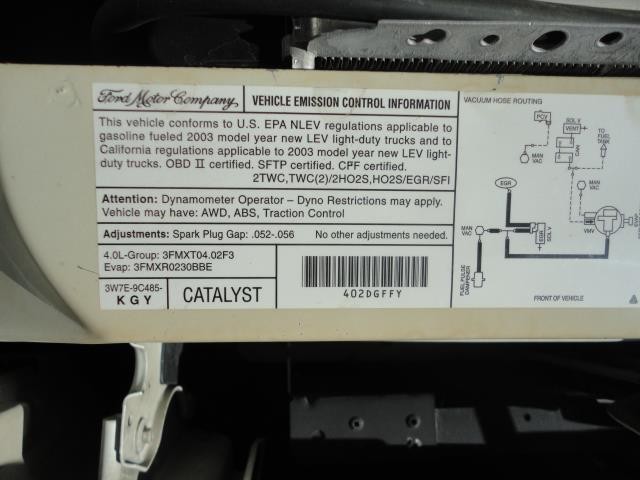 Ford Motor Company
VEHICLE EMISSION CONTROL INFORMATION
This vehicle conforms to U.S. EPA NLEV regulations applicable to
gasoline fueled 2003 model year new LEV light-duty trucks and to
California regulations applicable to 2003 model year new LEV light-
duty trucks. OBD II certified. SFTP certified. CPF certified.
2TWC,TWC(2)/2HO2S,HO2S/EGR/SFI
Attention: Dynamometer Operator – Dyno Restrictions may apply.
Vehicle may have: AWD, ABS, Traction Control
Adjustments: Spark Plug Gap: .052-.056 No other adjustments needed.
4.0L-Group: 3FMXT04.02F3
Evap: 3FMXR0230BBE
3W7E-9C485-
KGY
CATALYST
402DGFFY
VACUUM HOSE ROUTING
PCV
SOL V
VENT
CAN
TO
FUEL
TANK
MAN
VAC
EGR
MAN
VAC
EGR
SOL V
MAN
VAC
VMV
EVAP
FUEL PULSE
DAMPENER
FRONT OF VEHICLE